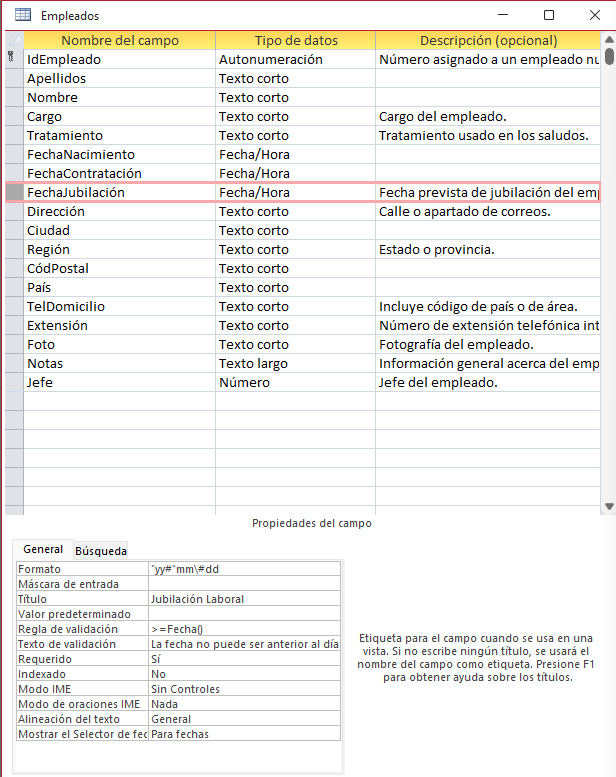 Empleados
Nombre del campo Tipo de datos Descripción (opcional)
IdEmpleado Autonumeración Número asignado a un empleado nu
Apellidos Texto corto
Nombre Texto corto
Cargo Texto corto Cargo del empleado.
Tratamiento Texto corto Tratamiento usado en los saludos.
FechaNacimiento Fecha/Hora
FechaContratación Fecha/Hora
FechaJubilación Fecha/Hora Fecha prevista de jubilación del emp
Dirección Texto corto Calle o apartado de correos.
Ciudad Texto corto
Región Texto corto Estado o provincia.
CódPostal Texto corto
País Texto corto
TelDomicilio Texto corto Incluye código de país o de área.
Extensión Texto corto Número de extensión telefónica int
Foto Texto corto Fotografía del empleado.
Notas Texto largo Información general acerca del emp
Jefe Número Jefe del empleado.
Propiedades del campo
General Búsqueda
Formato "yy#"mm\#dd
Máscara de entrada
Título Jubilación Laboral
Valor predeterminado
Regla de validación >=Fecha()
Texto de validación La fecha no puede ser anterior al día
Requerido Sí
Indexado No
Modo IME Sin Controles
Modo de oraciones IME Nada
Alineación del texto General
Mostrar el Selector de fec Para fechas
Etiqueta para el campo cuando se usa en una
vista. Si no escribe ningún título, se usará el
nombre del campo como etiqueta. Presione F1
para obtener ayuda sobre los títulos.